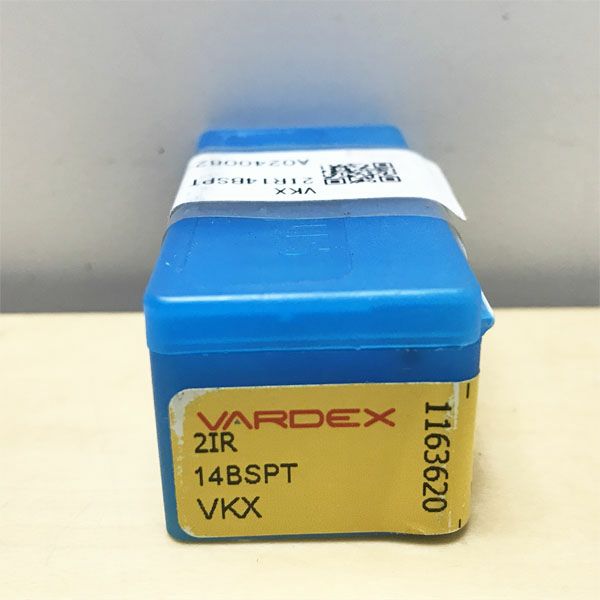 VKX
2IR14BSPT
A0240082
VARDEX
2IR
14BSPT
VKX
1163620